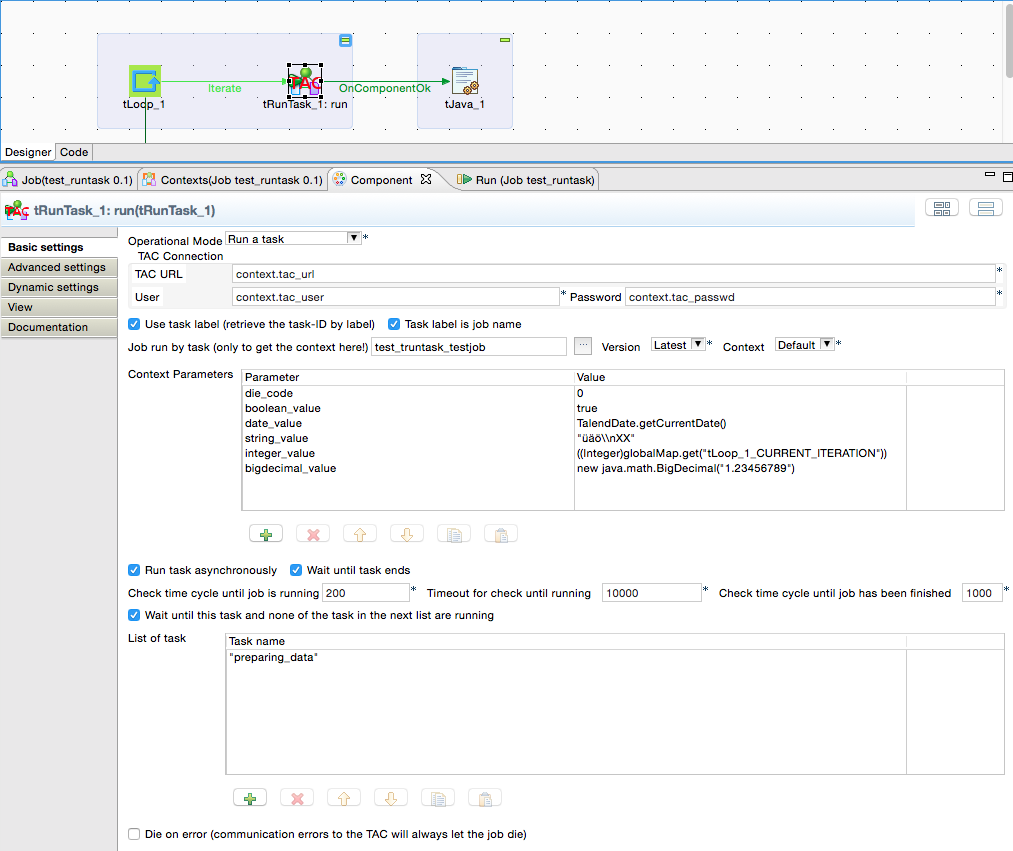 Iterate
OnComponentOk
tLoop_1
tRunTask_1: run
tJava_1
Designer
Code
Job(test_runtask 0.1)
Contexts(Job test_runtask 0.1)
Component
Run (Job test_runtask)
TAC tRunTask_1: run(tRunTask_1)
Basic settings
Advanced settings
Dynamic settings
View
Documentation
Operational Mode Run a task *
TAC Connection
TAC URL context.tac_url *
User context.tac_user * Password context.tac_passwd *
Use task label (retrieve the task-ID by label) Task label is job name
Job run by task (only to get the context here!) test_truntask_testjob ... Version Latest * Context Default *
Context Parameters
Parameter Value
die_code 0
boolean_value true
date_value TalendDate.getCurrentDate()
string_value "üäö\\nXX"
integer_value ((Integer)globalMap.get("tLoop_1_CURRENT_ITERATION"))
bigdecimal_value new java.math.BigDecimal("1.23456789")
Run task asynchronously Wait until task ends
Check time cycle until job is running 200 * Timeout for check until running 10000 * Check time cycle until job has been finished 1000 *
Wait until this task and none of the task in the next list are running
List of task
Task name
"preparing_data"
Die on error (communication errors to the TAC will always let the job die)